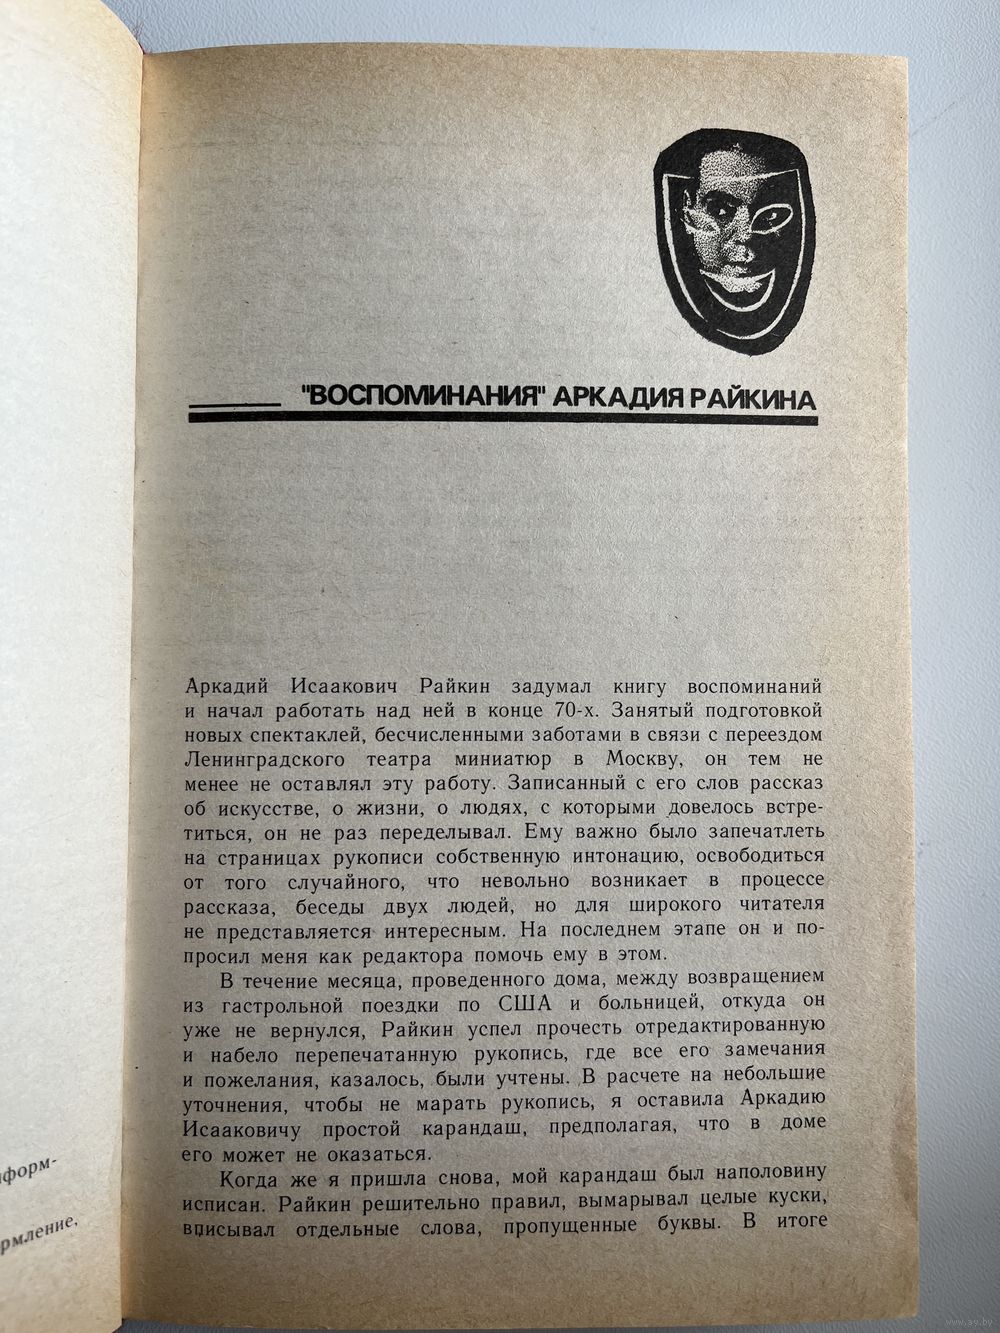 "ВОСПОМИНАНИЯ" АРКАДИЯ РАЙКИНА
Аркадий Исаакович Райкин задумал книгу воспоминаний
и начал работать над ней в конце 70-х. Занятый подготовкой
новых спектаклей, бесчисленными заботами в связи с переездом
Ленинградского театра миниатюр в Москву, он тем не
менее не оставлял эту работу. Записанный с его слов рассказ
об искусстве, о жизни, о людях, с которыми довелось встре-
титься, он не раз переделывал. Ему важно было запечатлеть
на страницах рукописи собственную интонацию, освободиться
от того случайного, что невольно возникает в процессе
рассказа, беседы двух людей, но для широкого читателя
не представляется интересным. На последнем этапе он и по-
просил меня как редактора помочь ему в этом.
В течение месяца, проведенного дома, между возвращением
из гастрольной поездки по США и больницей, откуда он
уже не вернулся, Райкин успел прочесть отредактированную
и набело перепечатанную рукопись, где все его замечания
и пожелания, казалось, были учтены. В расчете на небольшие
уточнения, чтобы не марать рукопись, я оставила Аркадию
Исааковичу простой карандаш, предполагая, что в доме
его может не оказаться.
Когда же я пришла снова, мой карандаш был наполовину
исписан. Райкин решительно правил, вымарывал целые куски,
вписывал отдельные слова, пропущенные буквы. В итоге
форм-
рмление,
www.ay.by